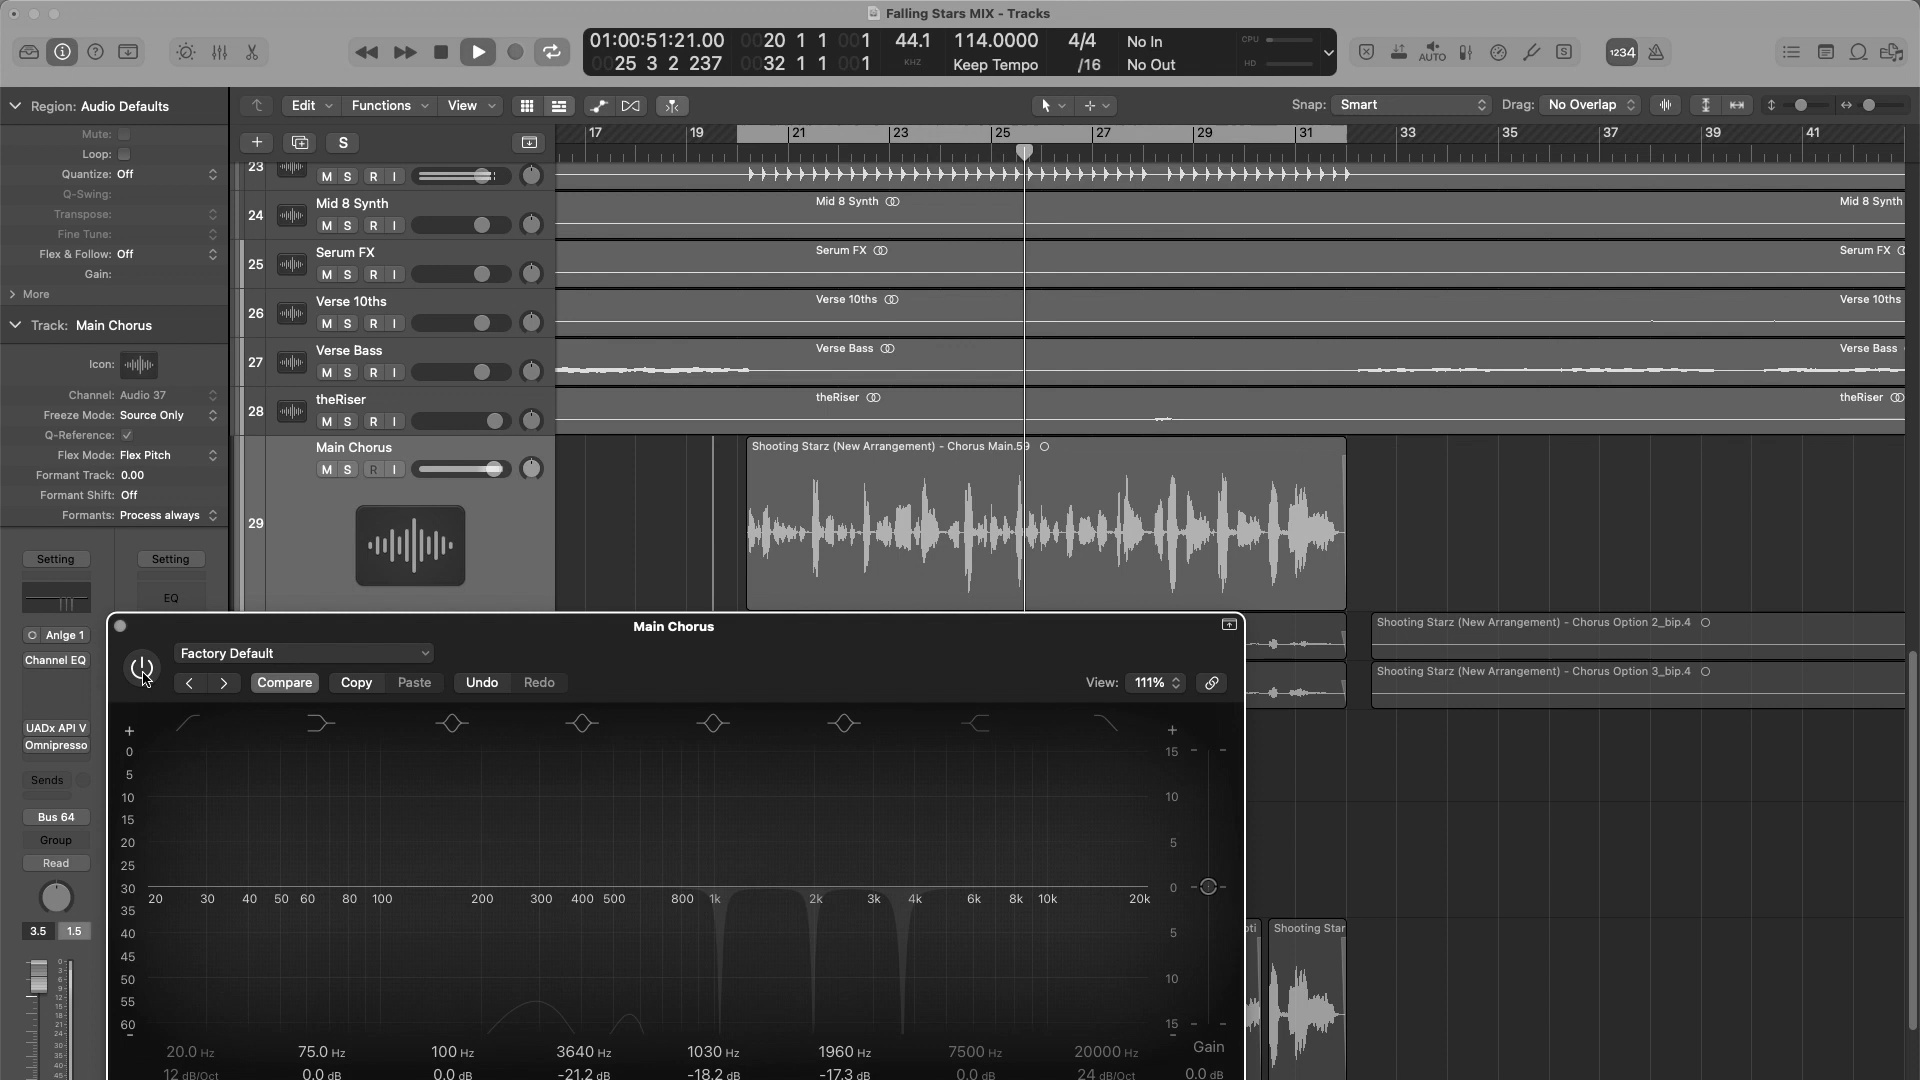 Falling Stars MIX - Tracks
01:00:51:21.00
0020 1 1 001
44.1
114.0000
4/4
No In
CPU
0025 3 2 237
0032 1 1 001
KHZ
Keep Tempo
/16
No Out
HD
AUTO
1234
Region: Audio Defaults
Mute:
Loop:
Quantize: Off
Q-Swing:
Transpose:
Fine Tune:
Flex & Follow: Off
Gain:
More
Track: Main Chorus
Icon:
Channel: Audio 37
Freeze Mode: Source Only
Q-Reference:
Flex Mode: Flex Pitch
Formant Track: 0.00
Formant Shift: Off
Formants: Process always
Setting
Setting
EQ
Anlge 1
Channel EQ
UADx API V
Omnipresso
Sends
Bus 64
Group
Read
3.5
1.5
Edit
Functions
View
Snap: Smart
Drag: No Overlap
S
17 19 21 23 25 27 29 31 33 35 37 39 41
23
M S R I
24
Mid 8 Synth
M S R I
Mid 8 Synth
Mid 8 Synth
25
Serum FX
M S R I
Serum FX
Serum FX
26
Verse 10ths
M S R I
Verse 10ths
Verse 10ths
27
Verse Bass
M S R I
Verse Bass
Verse Bass
28
theRiser
M S R I
theRiser
theRiser
29
Main Chorus
M S R I
Shooting Starz (New Arrangement) - Chorus Main.59
Shooting Starz (New Arrangement) - Chorus Option 2_bip.4
Shooting Starz (New Arrangement) - Chorus Option 3_bip.4
Shooting Star
Main Chorus
Factory Default
Compare
Copy
Paste
Undo
Redo
View: 111%
+
0
5
10
15
20
25
30
35
40
45
50
55
60
-
20 30 40 50 60 80 100 200 300 400 500 800 1k 2k 3k 4k 6k 8k 10k 20k
+
15
10
5
0
5
10
15
-
Gain
20.0 Hz 75.0 Hz 100 Hz 3640 Hz 1030 Hz 1960 Hz 7500 Hz 20000 Hz
12 dB/Oct 0.0 dB 0.0 dB -21.2 dB -18.2 dB -17.3 dB 0.0 dB 24 dB/Oct 0.0 dB